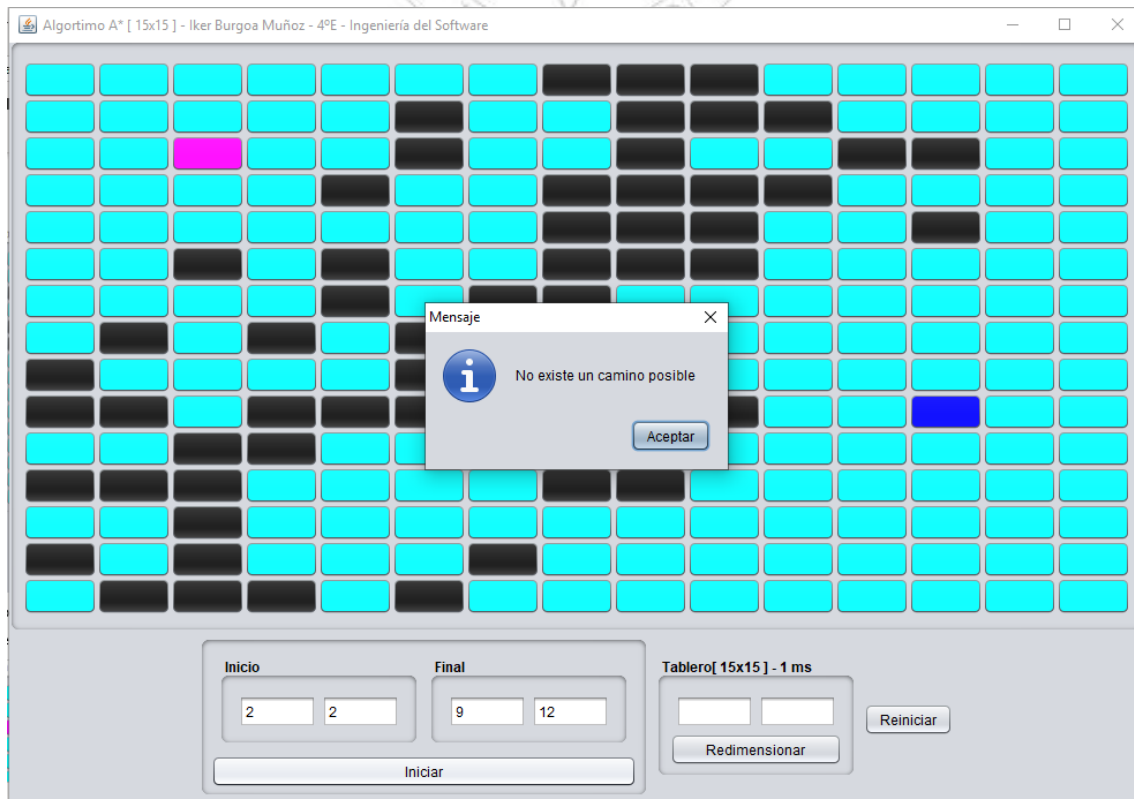 Algortimo A* [ 15x15 ] - Iker Burgoa Muñoz - 4ºE - Ingeniería del Software
Mensaje
No existe un camino posible
Aceptar
Inicio Final Tablero[ 15x15 ] - 1 ms
2 2 9 12
Reiniciar
Redimensionar
Iniciar